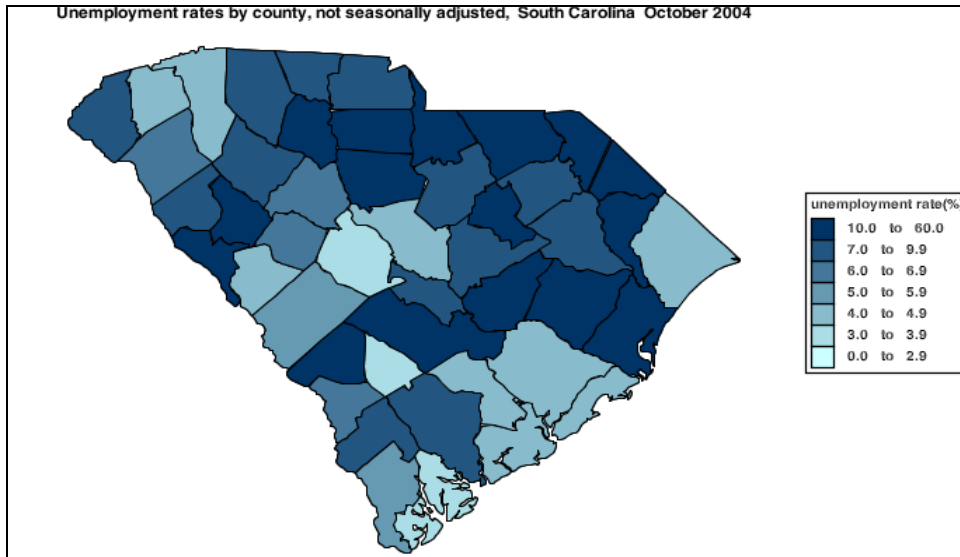 Unemployment rates by county, not seasonally adjusted, South Carolina October 2004
unemployment rate(%)
10.0 to 60.0
7.0 to 9.9
6.0 to 6.9
5.0 to 5.9
4.0 to 4.9
3.0 to 3.9
0.0 to 2.9